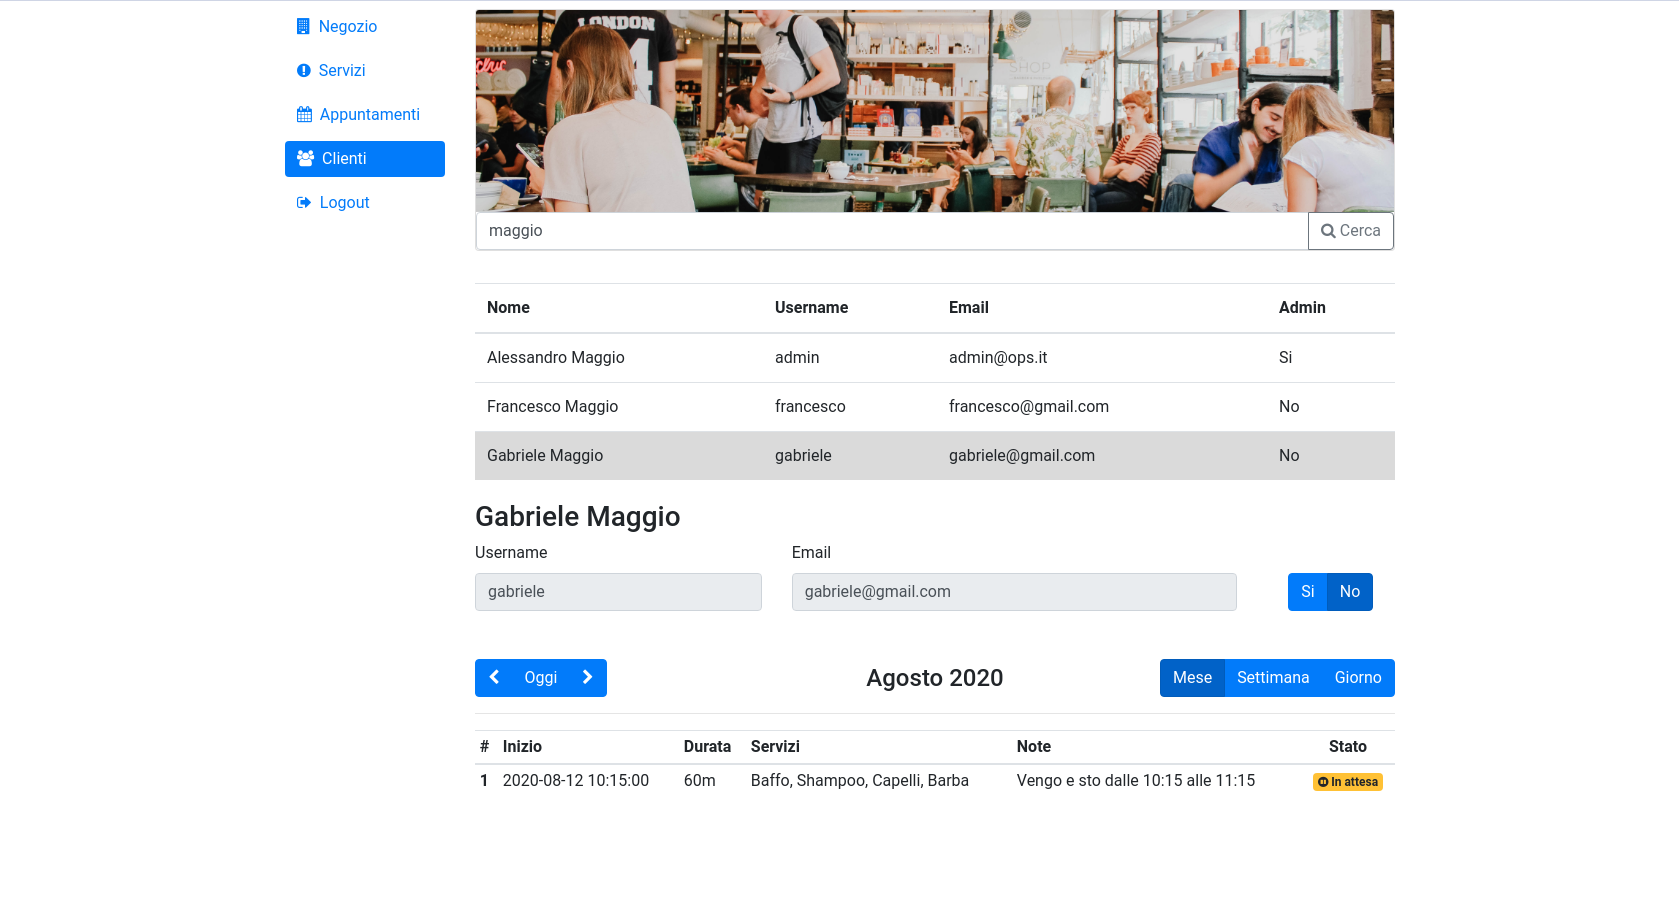 Negozio
Servizi
Appuntamenti
Clienti
Logout
LONDON
SHOP
maggio
Cerca
Nome Username Email Admin
Alessandro Maggio admin admin@ops.it Si
Francesco Maggio francesco francesco@gmail.com No
Gabriele Maggio gabriele gabriele@gmail.com No
Gabriele Maggio
Username Email
gabriele gabriele@gmail.com Si No
Oggi Agosto 2020 Mese Settimana Giorno
# Inizio Durata Servizi Note Stato
1 2020-08-12 10:15:00 60m Baffo, Shampoo, Capelli, Barba Vengo e sto dalle 10:15 alle 11:15 In attesa